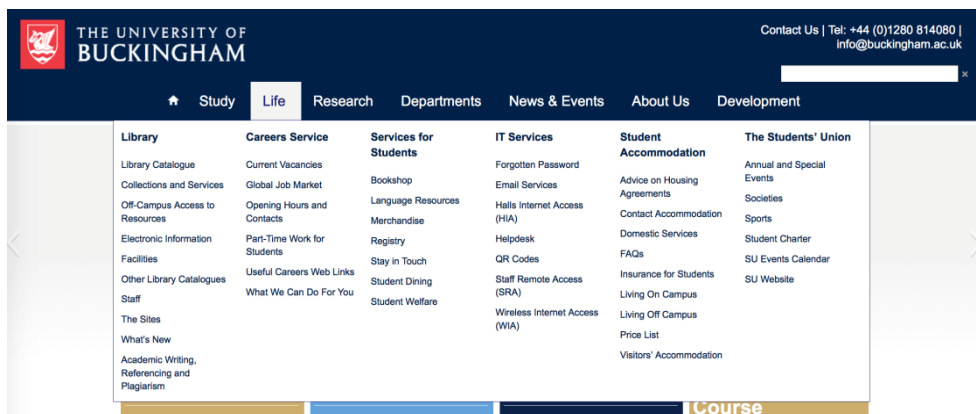 THE UNIVERSITY OF
BUCKINGHAM
Contact Us | Tel: +44 (0)1280 814080 |
info@buckingham.ac.uk
×
Study Life Research Departments News & Events About Us Development
Library
Library Catalogue
Collections and Services
Off-Campus Access to
Resources
Electronic Information
Facilities
Other Library Catalogues
Staff
The Sites
What's New
Academic Writing,
Referencing and
Plagiarism
Careers Service
Current Vacancies
Global Job Market
Opening Hours and
Contacts
Part-Time Work for
Students
Useful Careers Web Links
What We Can Do For You
Services for
Students
Bookshop
Language Resources
Merchandise
Registry
Stay in Touch
Student Dining
Student Welfare
IT Services
Forgotten Password
Email Services
Halls Internet Access
(HIA)
Helpdesk
QR Codes
Staff Remote Access
(SRA)
Wireless Internet Access
(WIA)
Student
Accommodation
Advice on Housing
Agreements
Contact Accommodation
Domestic Services
FAQs
Insurance for Students
Living On Campus
Living Off Campus
Price List
Visitors' Accommodation
The Students' Union
Annual and Special
Events
Societies
Sports
Student Charter
SU Events Calendar
SU Website
Course